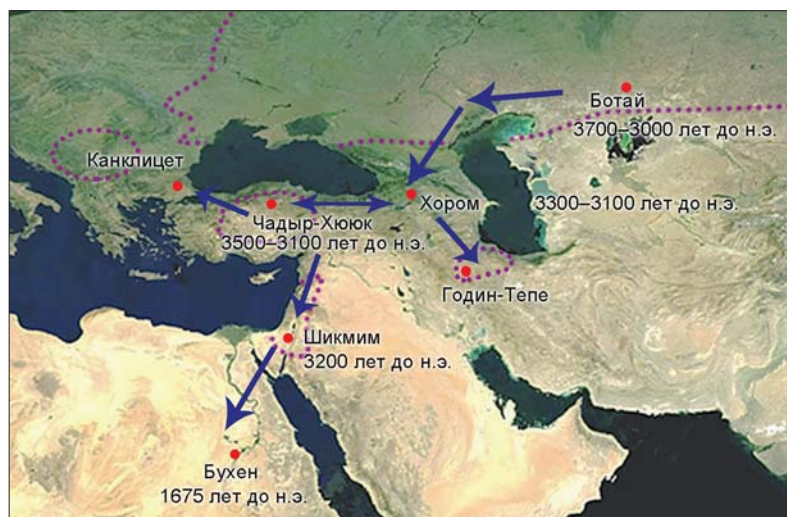 Ботай
3700–3000 лет до н.э.
Канклицет
Хором
3300–3100 лет до н.э.
Чадыр-Хююк
3500–3100 лет до н.э.
Годин-Тепе
Шикмим
3200 лет до н.э.
Бухен
1675 лет до н.э.